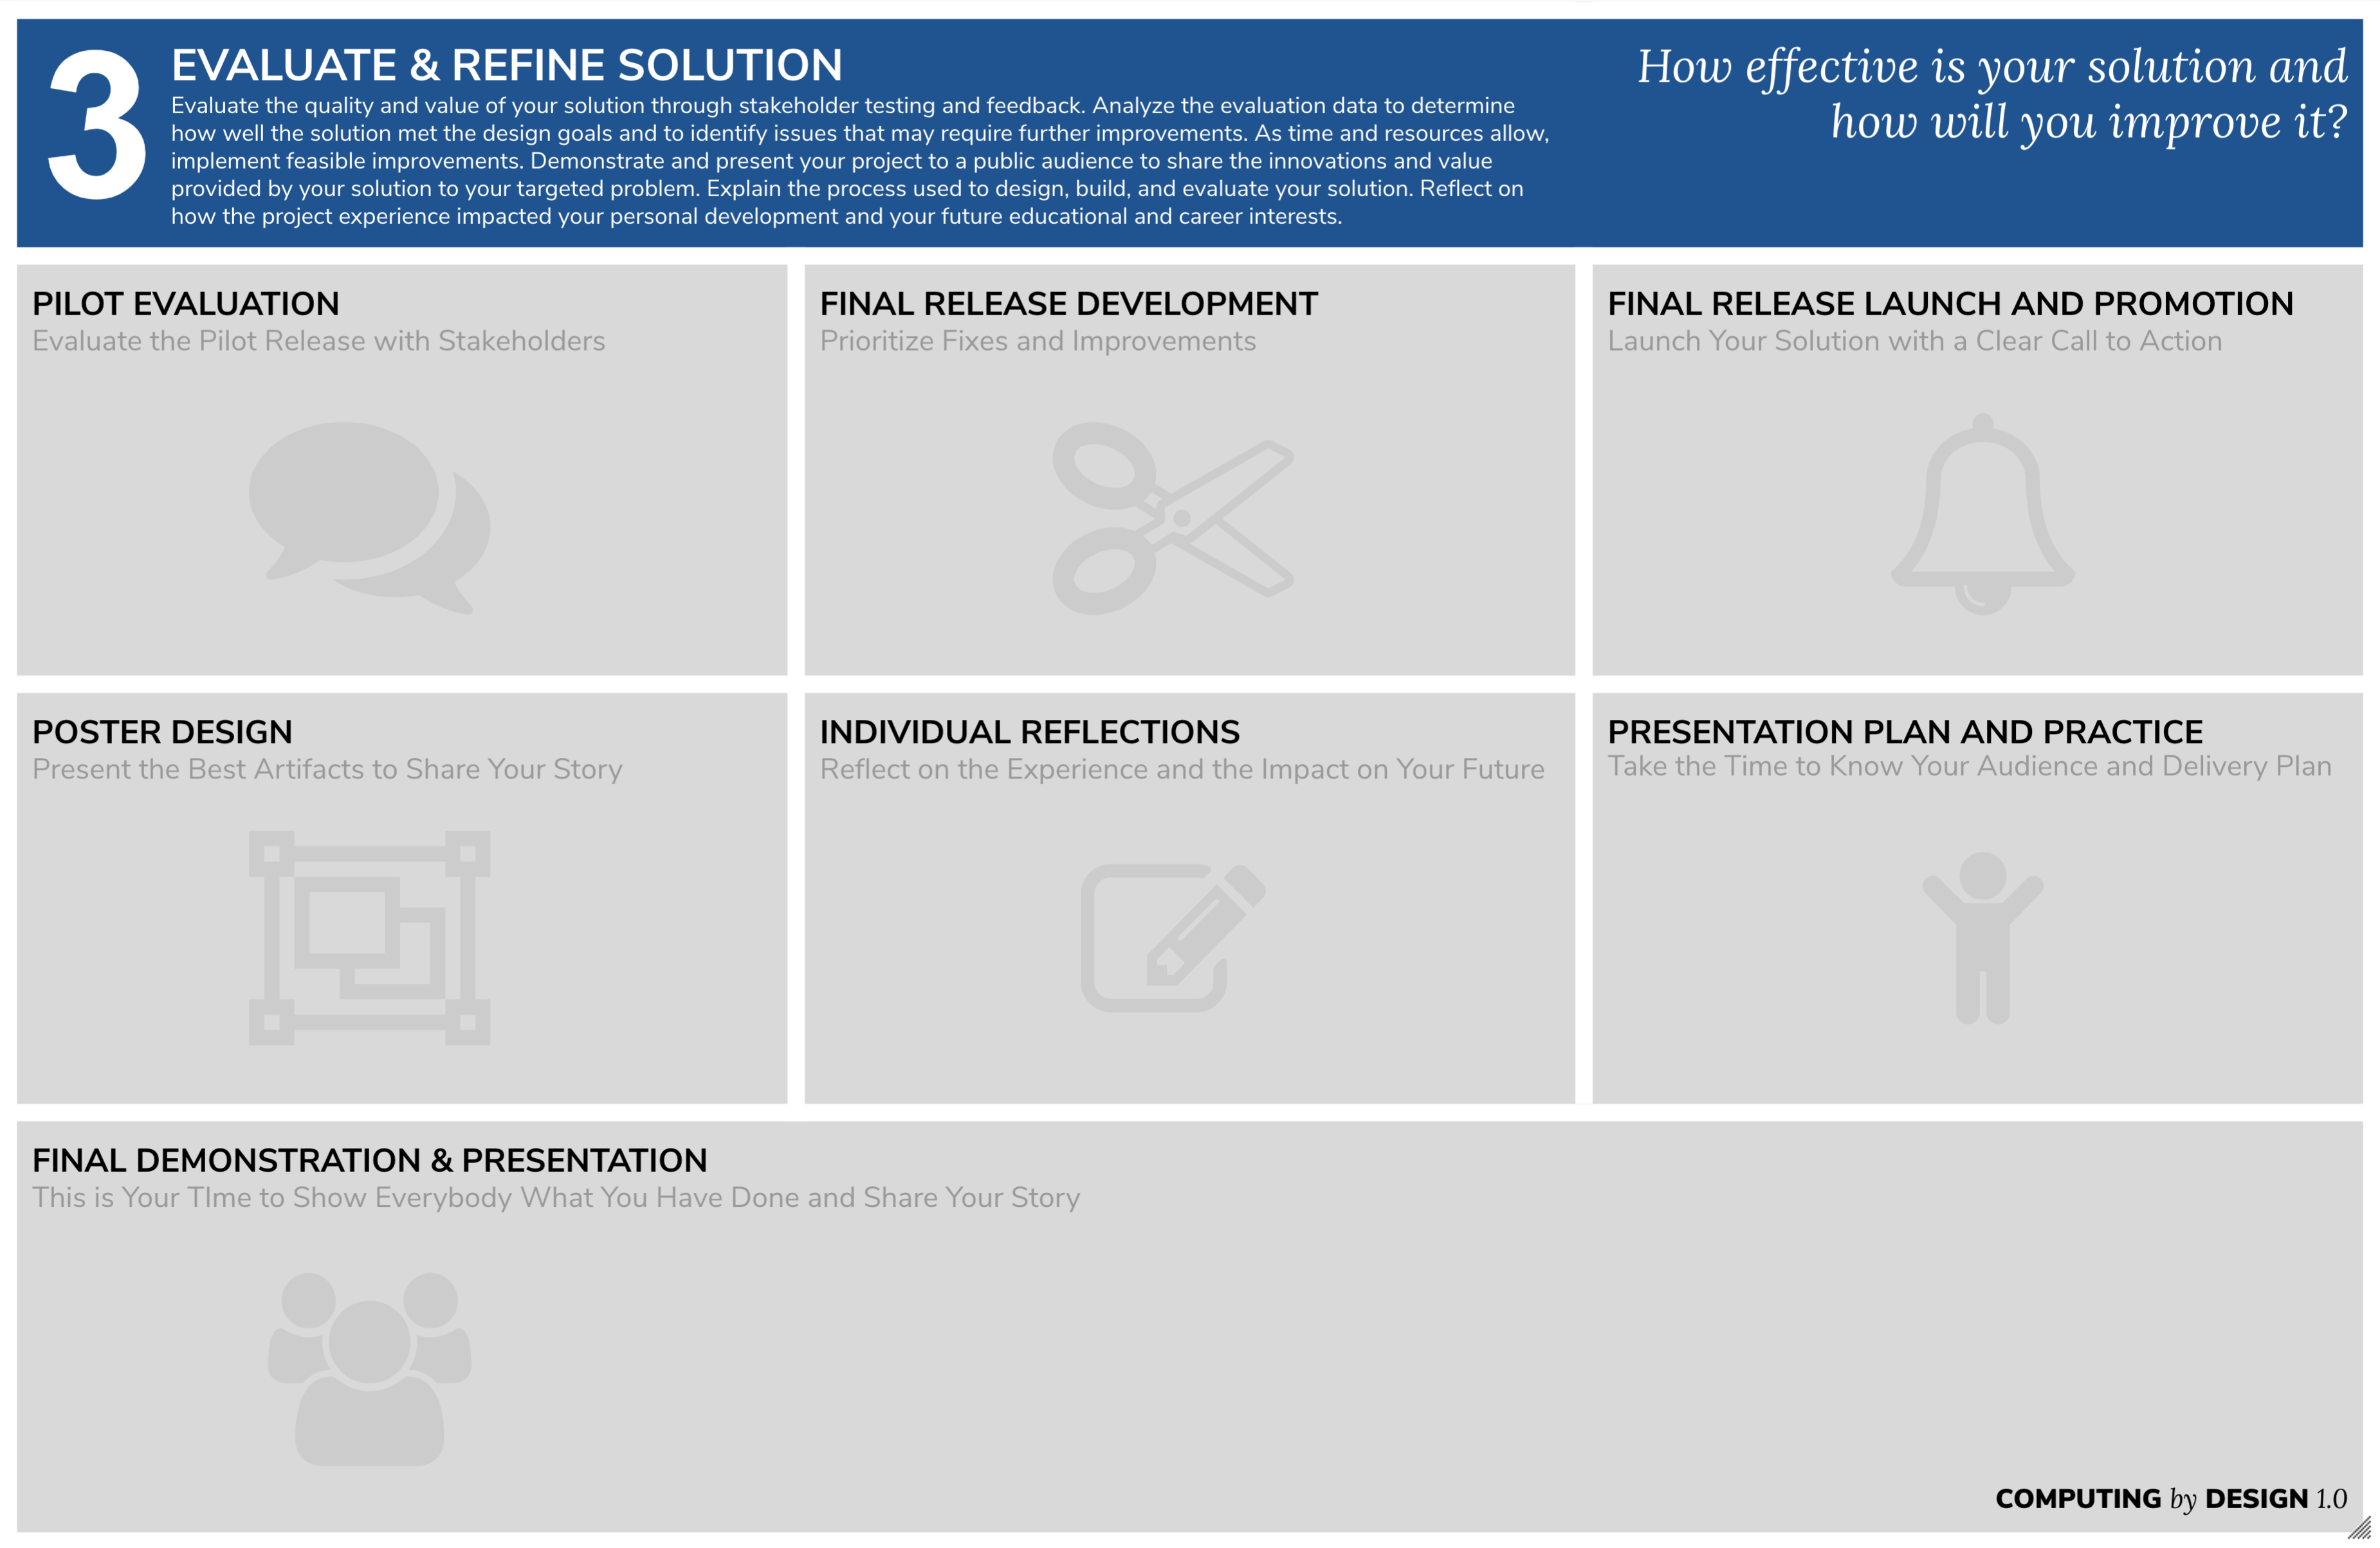 3
EVALUATE & REFINE SOLUTION
Evaluate the quality and value of your solution through stakeholder testing and feedback. Analyze the evaluation data to determine
how well the solution met the design goals and to identify issues that may require further improvements. As time and resources allow,
implement feasible improvements. Demonstrate and present your project to a public audience to share the innovations and value
provided by your solution to your targeted problem. Explain the process used to design, build, and evaluate your solution. Reflect on
how the project experience impacted your personal development and your future educational and career interests.
How effective is your solution and
how will you improve it?
PILOT EVALUATION
Evaluate the Pilot Release with Stakeholders
FINAL RELEASE DEVELOPMENT
Prioritize Fixes and Improvements
FINAL RELEASE LAUNCH AND PROMOTION
Launch Your Solution with a Clear Call to Action
POSTER DESIGN
Present the Best Artifacts to Share Your Story
INDIVIDUAL REFLECTIONS
Reflect on the Experience and the Impact on Your Future
PRESENTATION PLAN AND PRACTICE
Take the Time to Know Your Audience and Delivery Plan
FINAL DEMONSTRATION & PRESENTATION
This is Your TIme to Show Everybody What You Have Done and Share Your Story
COMPUTING by DESIGN 1.0